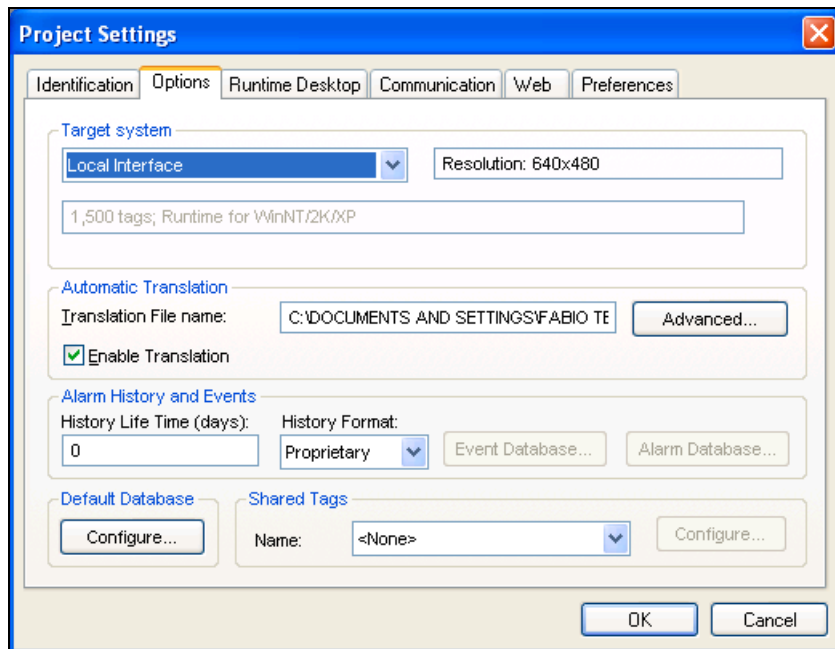 Project Settings
Identification Options Runtime Desktop Communication Web Preferences
Target system
Local Interface Resolution: 640x480
1,500 tags; Runtime for WinNT/2K/XP
Automatic Translation
Translation File name: C:\DOCUMENTS AND SETTINGS\FABIO TE Advanced...
Enable Translation
Alarm History and Events
History Life Time (days): History Format:
0 Proprietary Event Database... Alarm Database...
Default Database Shared Tags
Configure... Name: <None> Configure...
OK Cancel